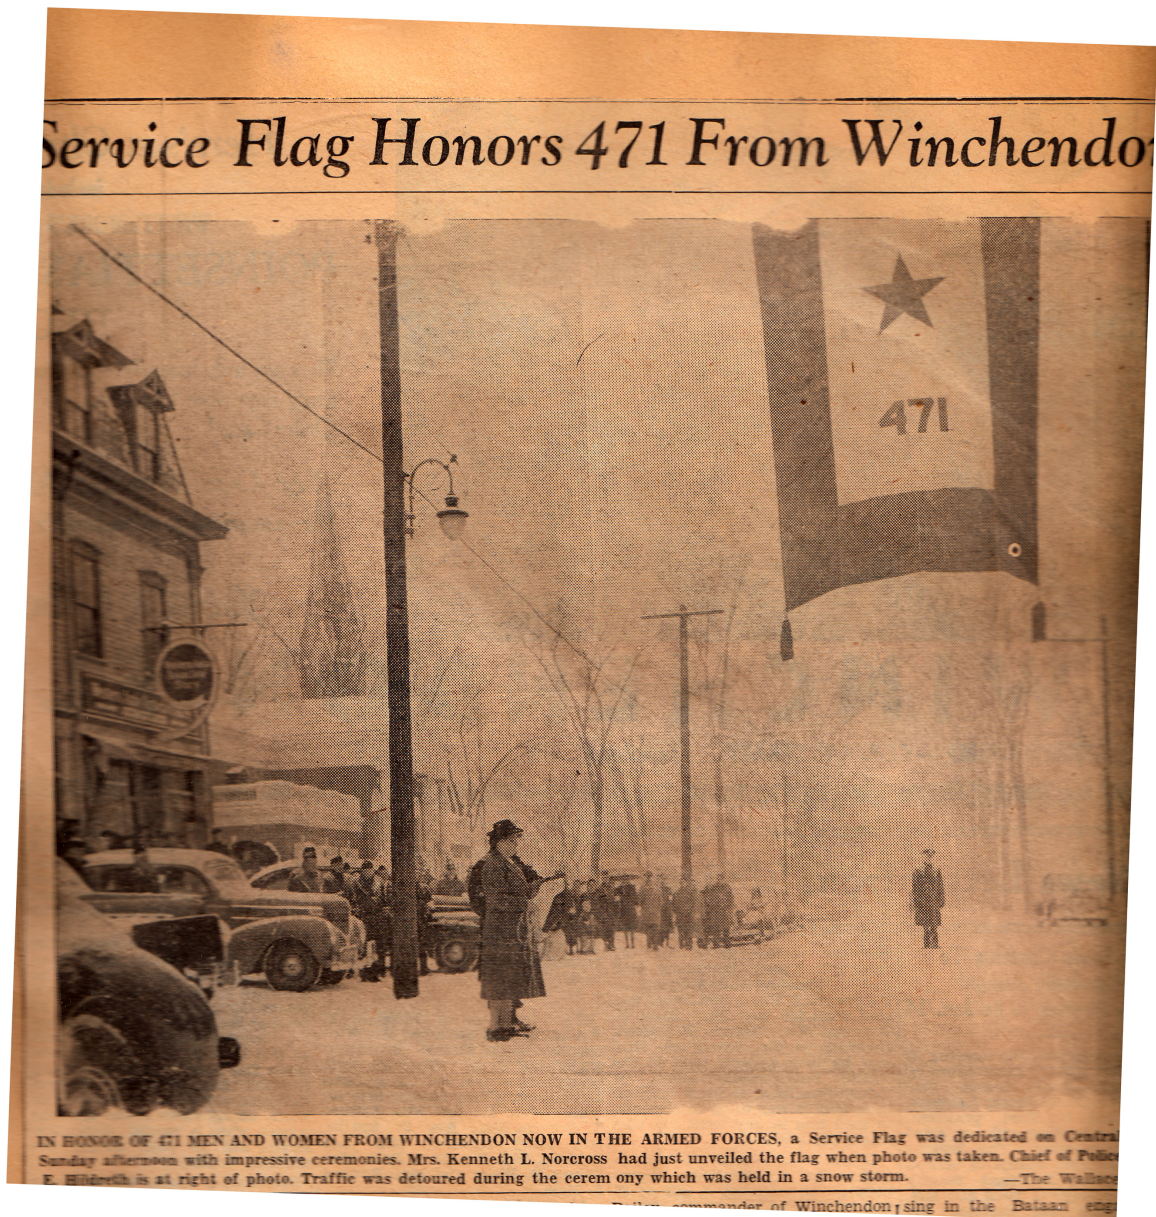 Service Flag Honors 471 From Winchendon
471
IN HONOR OF 471 MEN AND WOMEN FROM WINCHENDON NOW IN THE ARMED FORCES, a Service Flag was dedicated on Central
Sunday afternoon with impressive ceremonies. Mrs. Kenneth L. Norcross had just unveiled the flag when photo was taken. Chief of Police
E. Hildreth is at right of photo. Traffic was detoured during the cerem ony which was held in a snow storm. —The Wallace
commander of Winchendon sing in the Bataan